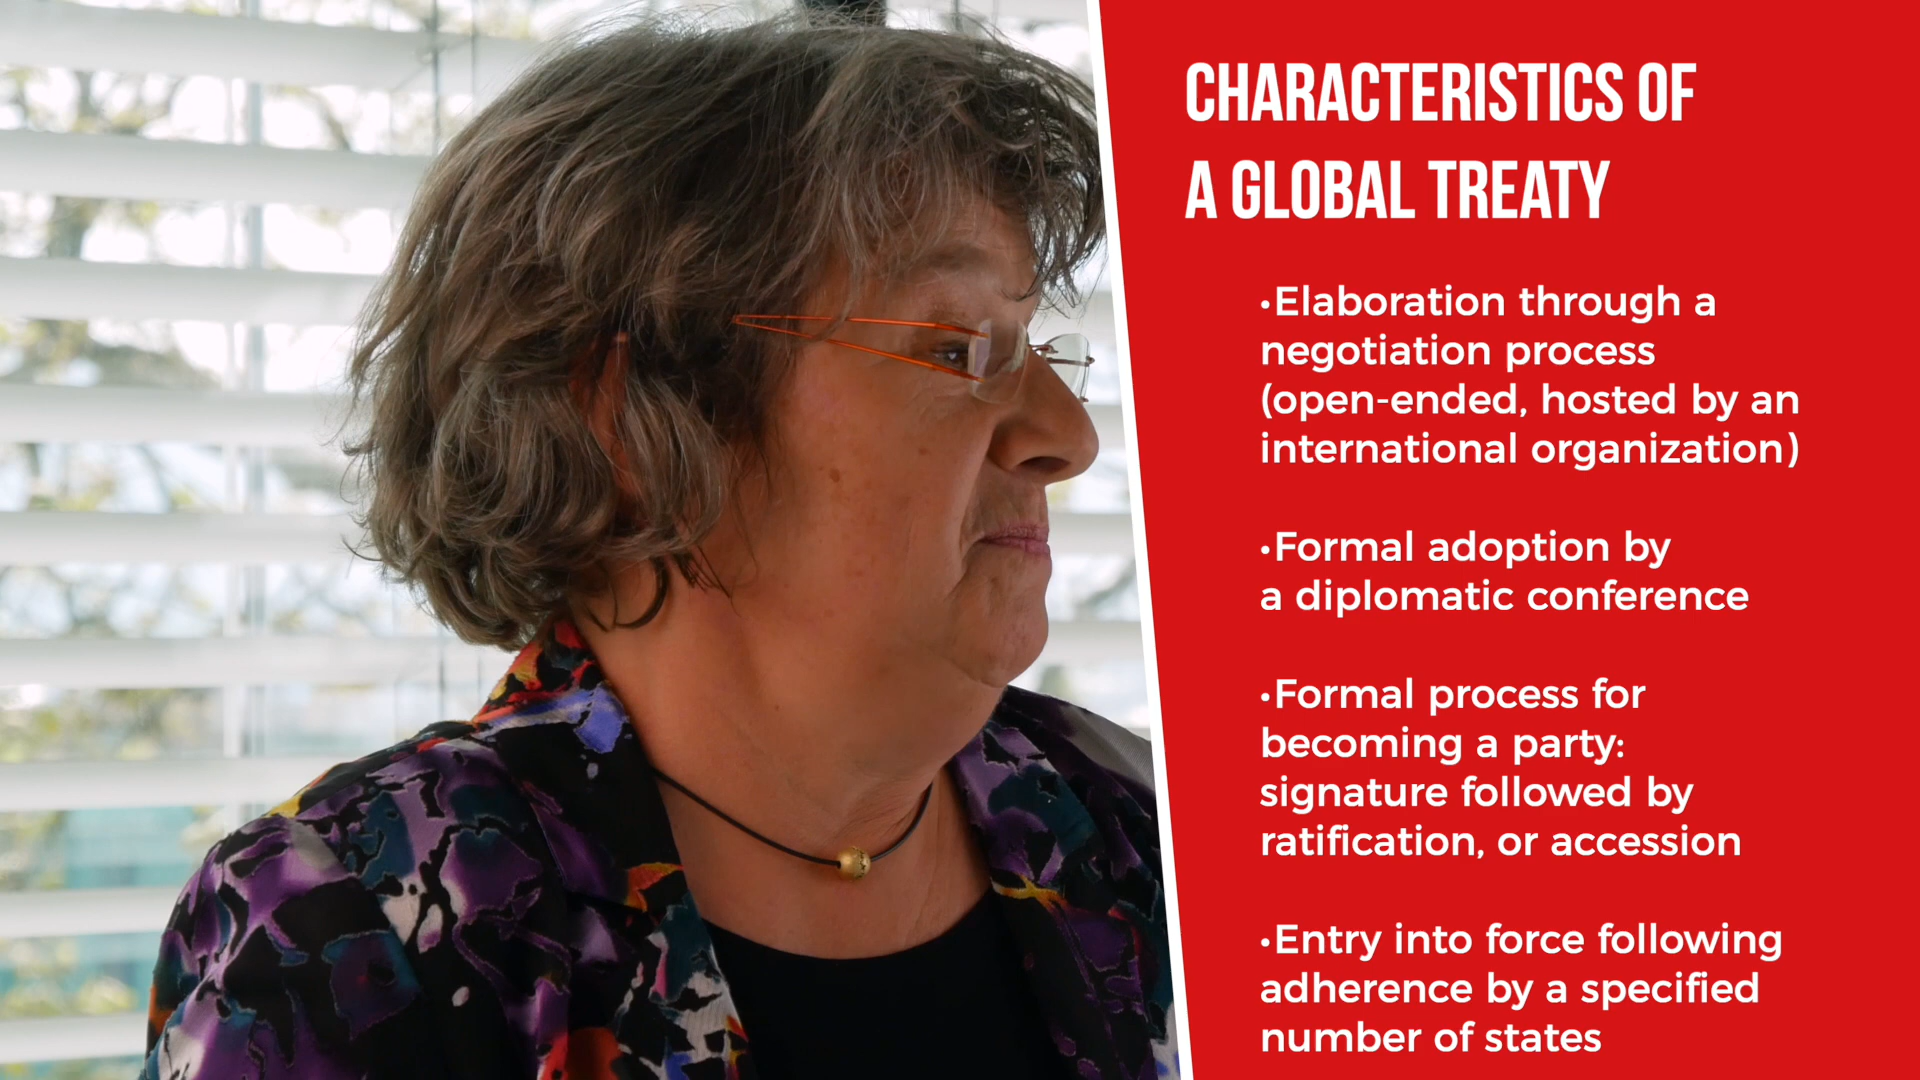 CHARACTERISTICS OF
A GLOBAL TREATY
•Elaboration through a
negotiation process
(open-ended, hosted by an
international organization)
•Formal adoption by
a diplomatic conference
•Formal process for
becoming a party:
signature followed by
ratification, or accession
•Entry into force following
adherence by a specified
number of states